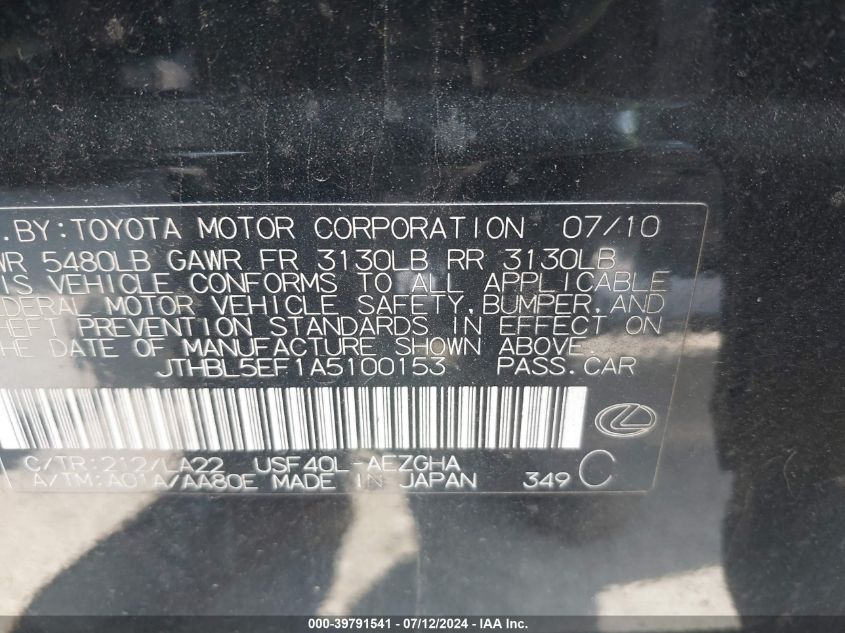 .BY:TOYOTA MOTOR CORPORATION 07/10
WR 5480LB GAWR FR 3130LB RR 3130LB
IS VEHICLE CONFORMS TO ALL APPLICABLE
DERAL MOTOR VEHICLE SAFETY,BUMPER,AND
HEFT PREVENTION STANDARDS IN EFFECT ON
HE DATE OF MANUFACTURE SHOWN ABOVE.
JTHBL5EF1A5100153 PASS.CAR
C/TR:212/LA22 USF40L-AEZGHA
A/TM:A01A/AA80E MADE IN JAPAN 349 C
000-39791541 / 07/12/2024 - IAA Inc.